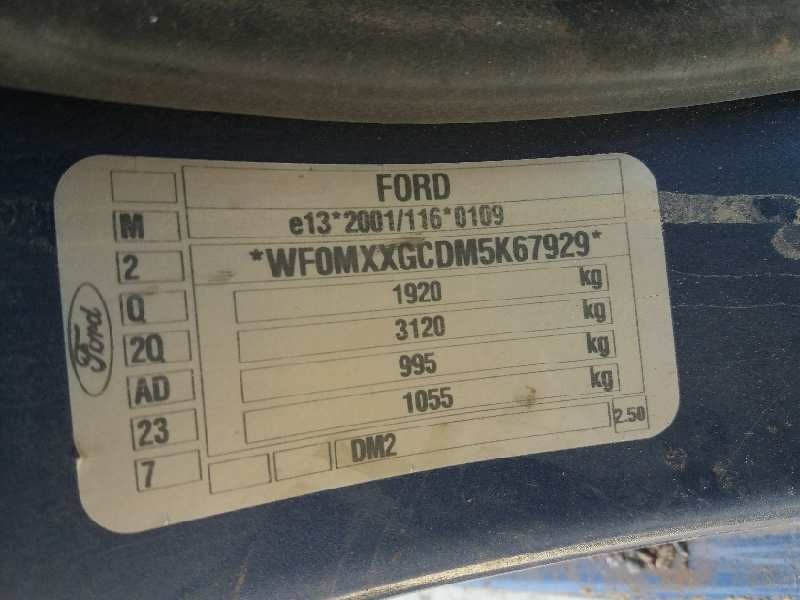 FORD
M e13*2001/116*0109
2 *WF0MXXGCDM5K67929*
Q 1920 kg
2Q 3120 kg
AD 995 kg
23 1055 kg
7 DM2 2.50
Ford